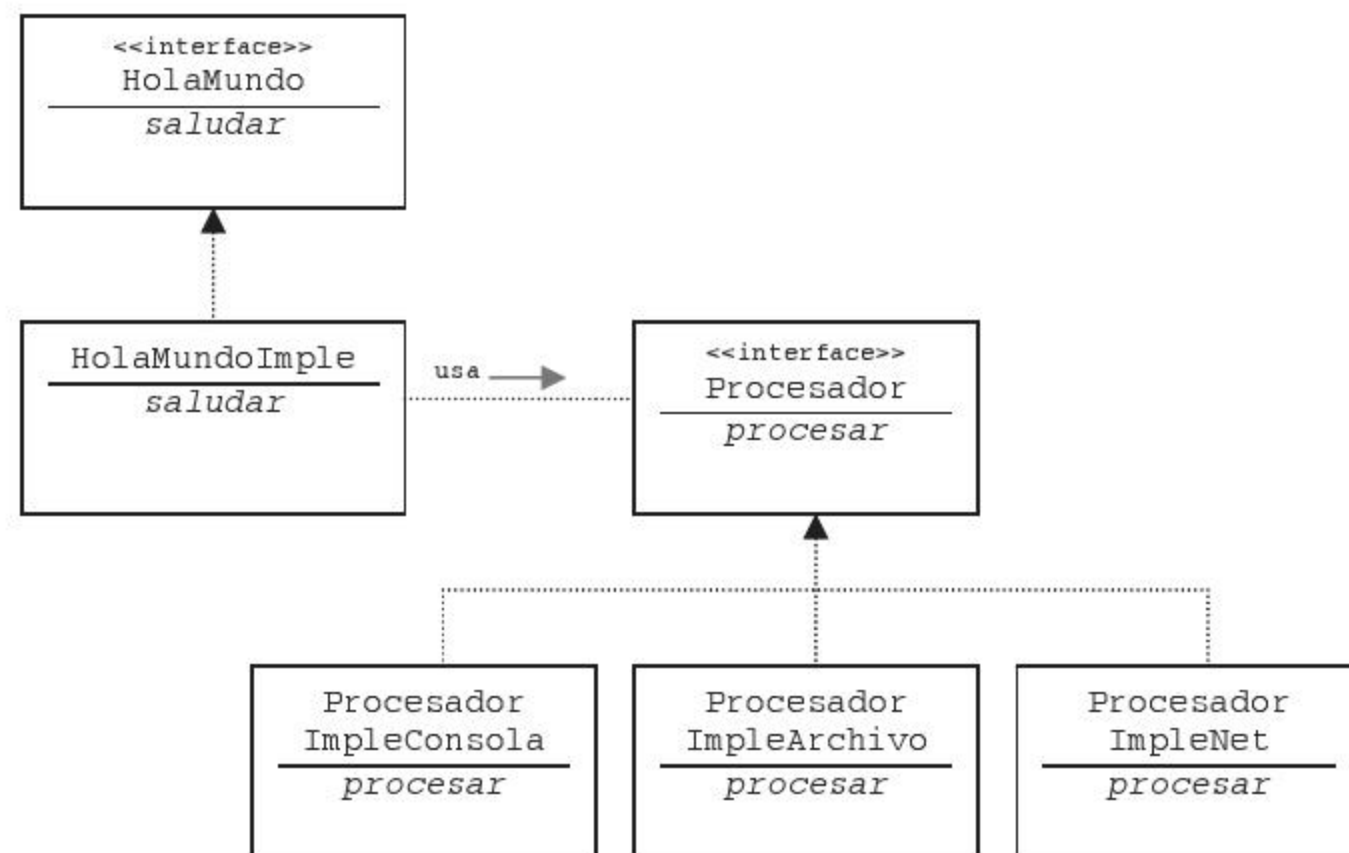 <<interface>>
HolaMundo
saludar
HolaMundoImple
saludar
usa
<<interface>>
Procesador
procesar
Procesador
ImpleConsola
procesar
Procesador
ImpleArchivo
procesar
Procesador
ImpleNet
procesar